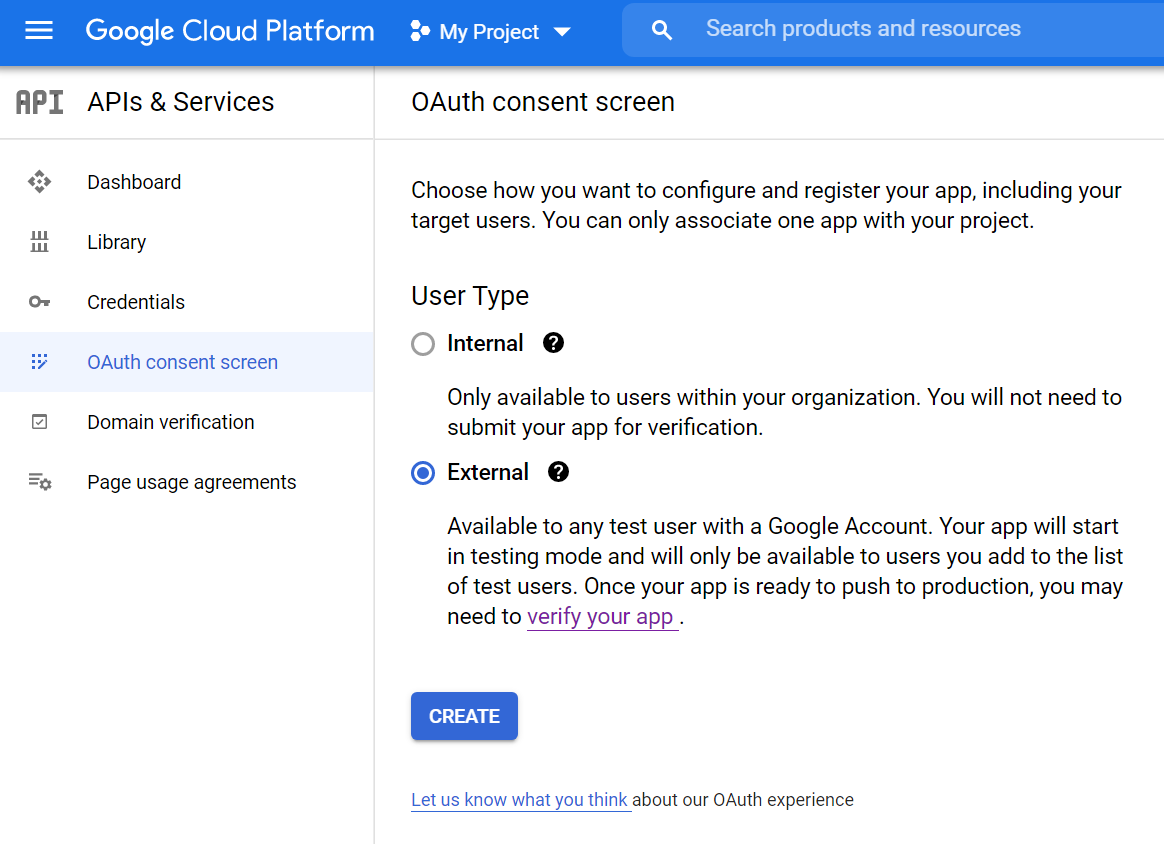 Google Cloud Platform
My Project
Search products and resources
API
APIs & Services
Dashboard
Library
Credentials
OAuth consent screen
Domain verification
Page usage agreements
OAuth consent screen
Choose how you want to configure and register your app, including your
target users. You can only associate one app with your project.
User Type
Internal ?
Only available to users within your organization. You will not need to
submit your app for verification.
External ?
Available to any test user with a Google Account. Your app will start
in testing mode and will only be available to users you add to the list
of test users. Once your app is ready to push to production, you may
need to verify your app .
CREATE
Let us know what you think about our OAuth experience